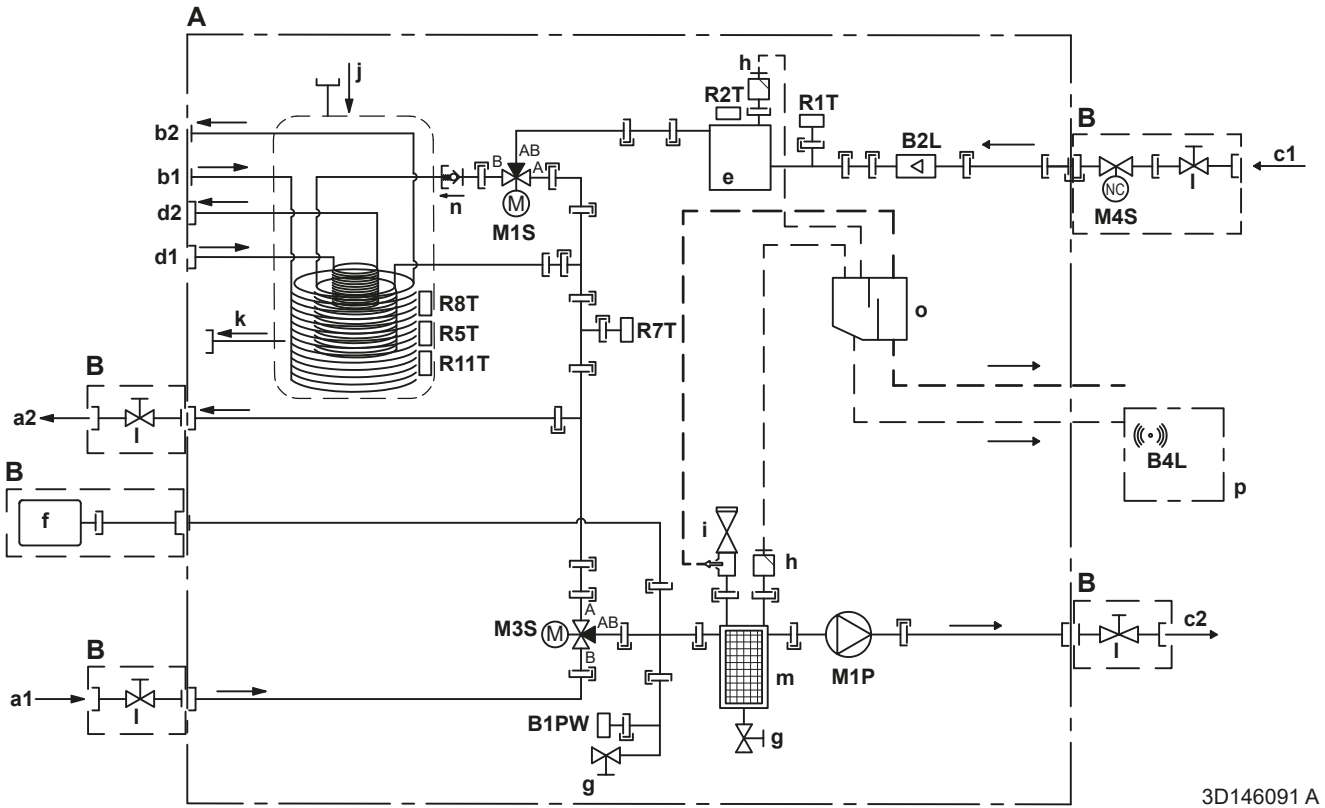 A
j
h
R2T
R1T
B
b2
AB
B2L
c1
B
A
b1
e
l
n
M
NC
M4S
d2
M1S
d1
R8T
o
k
R5T
R7T
R11T
B
a2
l
B4L
B
p
f
i
h
B
A
AB
M3S
M
c2
B
B
l
M1P
m
a1
l
B1PW
g
g
3D146091 A